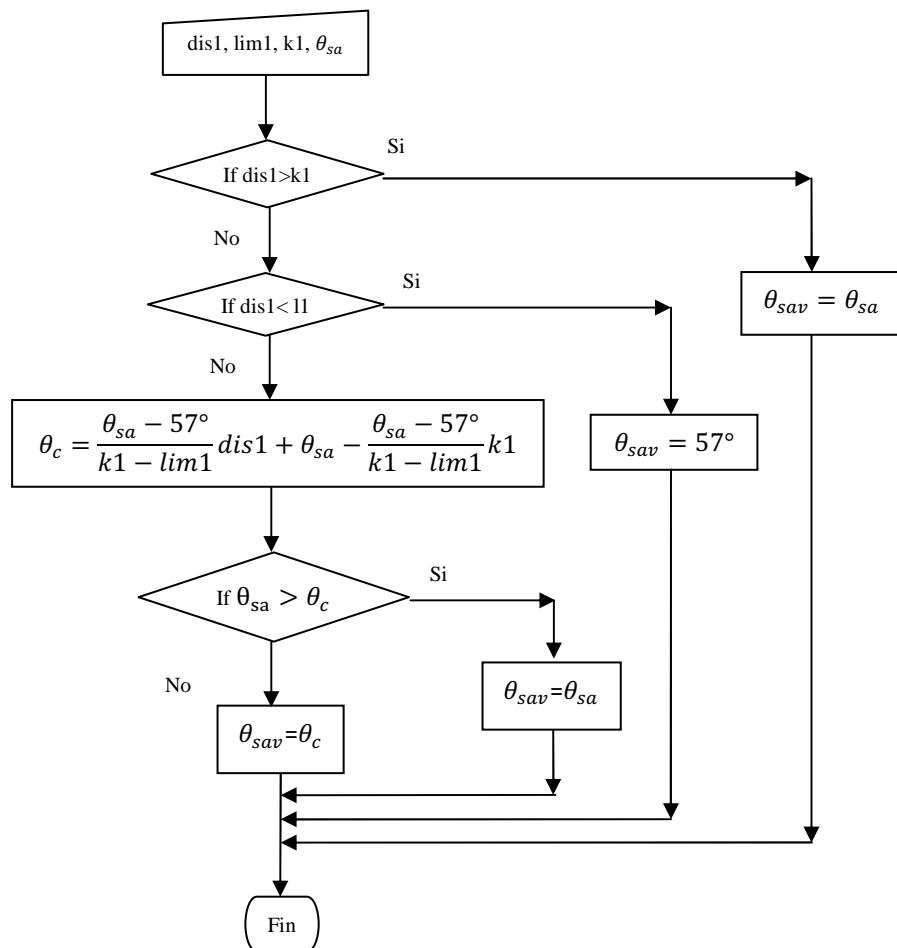 dis1, lim1, k1, θ_sa
Si
If dis1>k1
No
Si
If dis1< l1
θ_sav = θ_sa
No
θ_c = \frac{θ_sa − 57°}{k1 − lim1} dis1 + θ_sa − \frac{θ_sa − 57°}{k1 − lim1} k1
θ_sav = 57°
Si
If θ_sa > θ_c
No
θ_sav=θ_sa
θ_sav=θ_c
Fin